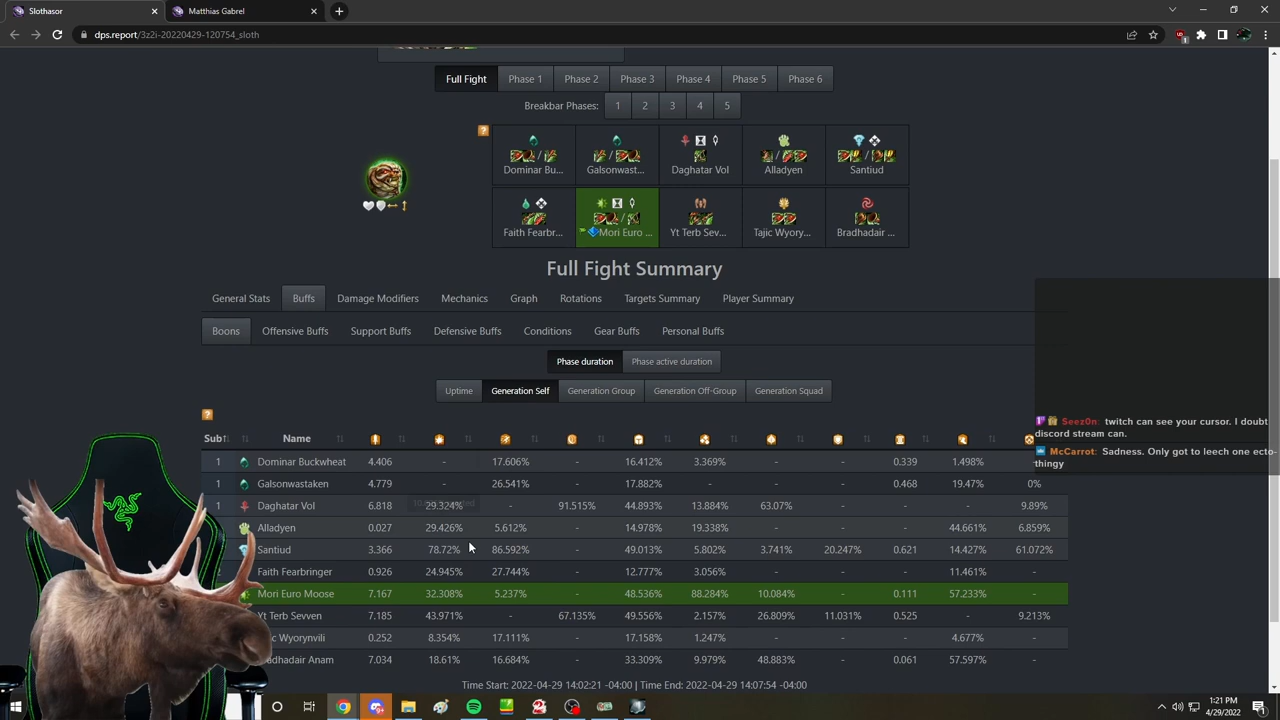 Slothasor
Matthias Gabrel
dps.report/3z2i-20220429-120754_sloth
Full Fight Phase 1 Phase 2 Phase 3 Phase 4 Phase 5 Phase 6
Breakbar Phases: 1 2 3 4 5
Dominar Bu... Galsonwast... Daghatar Vol Alladyen Santiud
Faith Fearbr... Mori Euro ... Yt Terb Sev... Tajic Wyory... Bradhadair ...
Full Fight Summary
General Stats Buffs Damage Modifiers Mechanics Graph Rotations Targets Summary Player Summary
Boons Offensive Buffs Support Buffs Defensive Buffs Conditions Gear Buffs Personal Buffs
Phase duration Phase active duration
Uptime Generation Self Generation Group Generation Off-Group Generation Squad
Sub Name
1 Dominar Buckwheat 4.406 - 17.606% - 16.412% 3.369% - - 0.339 1.498% -
1 Galsonwastaken 4.779 - 26.541% - 17.882% - - - 0.468 19.47% 0%
1 Daghatar Vol 6.818 29.324% - 91.515% 44.893% 13.884% 63.07% - - - 9.89%
Alladyen 0.027 29.426% 5.612% - 14.978% 19.338% - - - 44.661% 6.859%
Santiud 3.366 78.72% 86.592% - 49.013% 5.802% 3.741% 20.247% 0.621 14.427% 61.072%
Faith Fearbringer 0.926 24.945% 27.744% - 12.777% 3.056% - - - 11.461% -
Mori Euro Moose 7.167 32.308% 5.237% - 48.536% 88.284% 10.084% - 0.111 57.233% -
Yt Terb Sevven 7.185 43.971% - 67.135% 49.556% 2.157% 26.809% 11.031% 0.525 - 9.213%
ic Wyorynvili 0.252 8.354% 17.111% - 17.158% 1.247% - - - 4.677% -
adhadair Anam 7.034 18.61% 16.684% - 33.309% 9.979% 48.883% - 0.061 57.597% -
Time Start: 2022-04-29 14:02:21 -04:00 | Time End: 2022-04-29 14:07:54 -04:00
Seez0n: twitch can see your cursor. I doubt
discord stream can.
McCarrot: Sadness. Only got to leech one ecto-
thingy
1:21 PM
4/29/2022